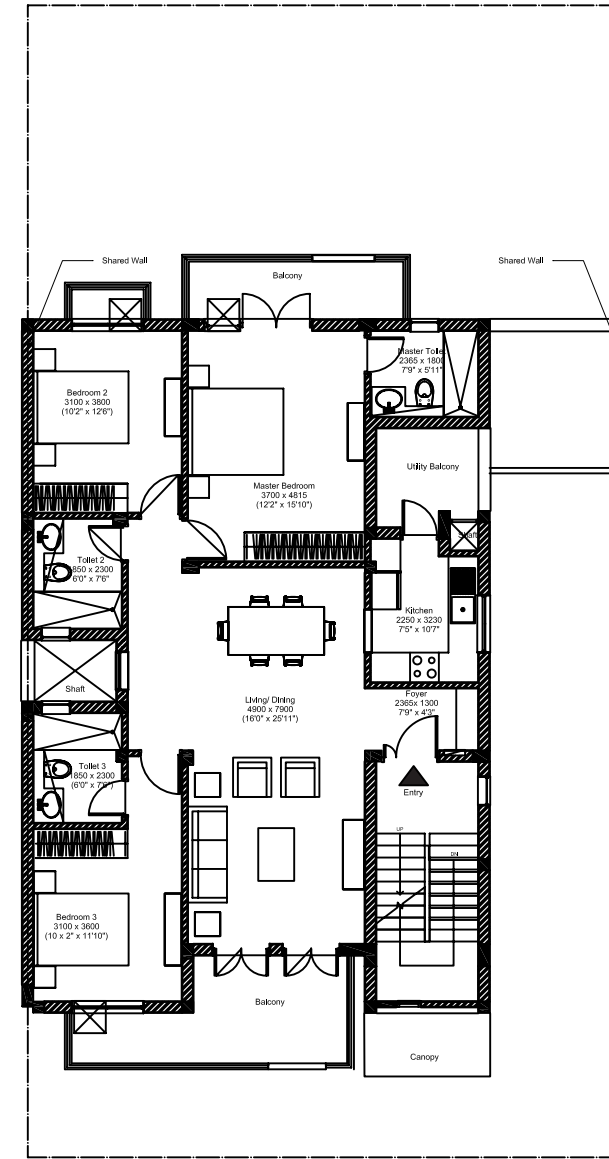 Shared Wall
Shared Wall
Balcony
Master Toilet
2365 x 1800
7'9" x 5'11"
Bedroom 2
3100 x 3800
(10'2" x 12'6")
Utility Balcony
Master Bedroom
3700 x 4815
(12'2" x 15'10")
Shaft
Toilet 2
1850 x 2300
6'0" x 7'6"
Kitchen
2250 x 3230
7'5" x 10'7"
Shaft
Living/ Dining
4900 x 7900
(16'0" x 25'11")
Foyer
2365x 1300
7'9" x 4'3"
Toilet 3
1850 x 2300
(6'0" x 7'6")
Entry
UP
DN
Bedroom 3
3100 x 3600
(10 x 2" x 11'10")
Balcony
Canopy